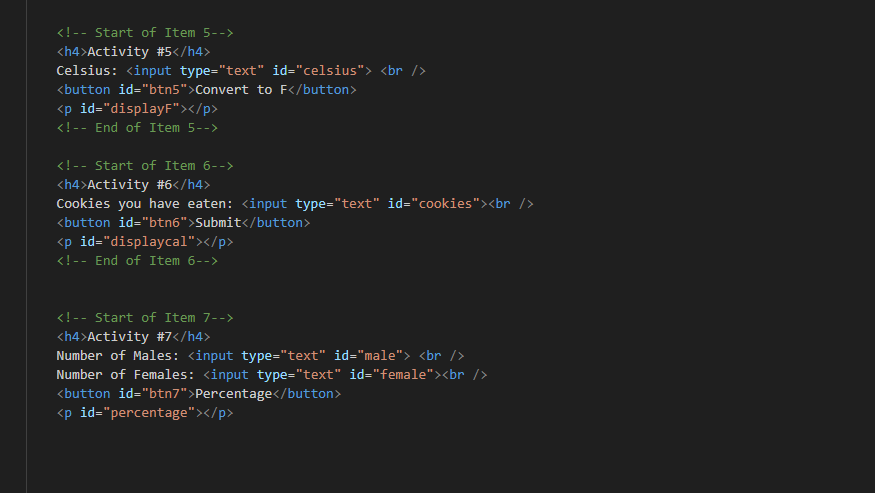 <!-- Start of Item 5-->
<h4>Activity #5</h4>
Celsius: <input type="text" id="celsius"> <br />
<button id="btn5">Convert to F</button>
<p id="displayF"></p>
<!-- End of Item 5-->
<!-- Start of Item 6-->
<h4>Activity #6</h4>
Cookies you have eaten: <input type="text" id="cookies"><br />
<button id="btn6">Submit</button>
<p id="displaycal"></p>
<!-- End of Item 6-->
<!-- Start of Item 7-->
<h4>Activity #7</h4>
Number of Males: <input type="text" id="male"> <br />
Number of Females: <input type="text" id="female"><br />
<button id="btn7">Percentage</button>
<p id="percentage"></p>